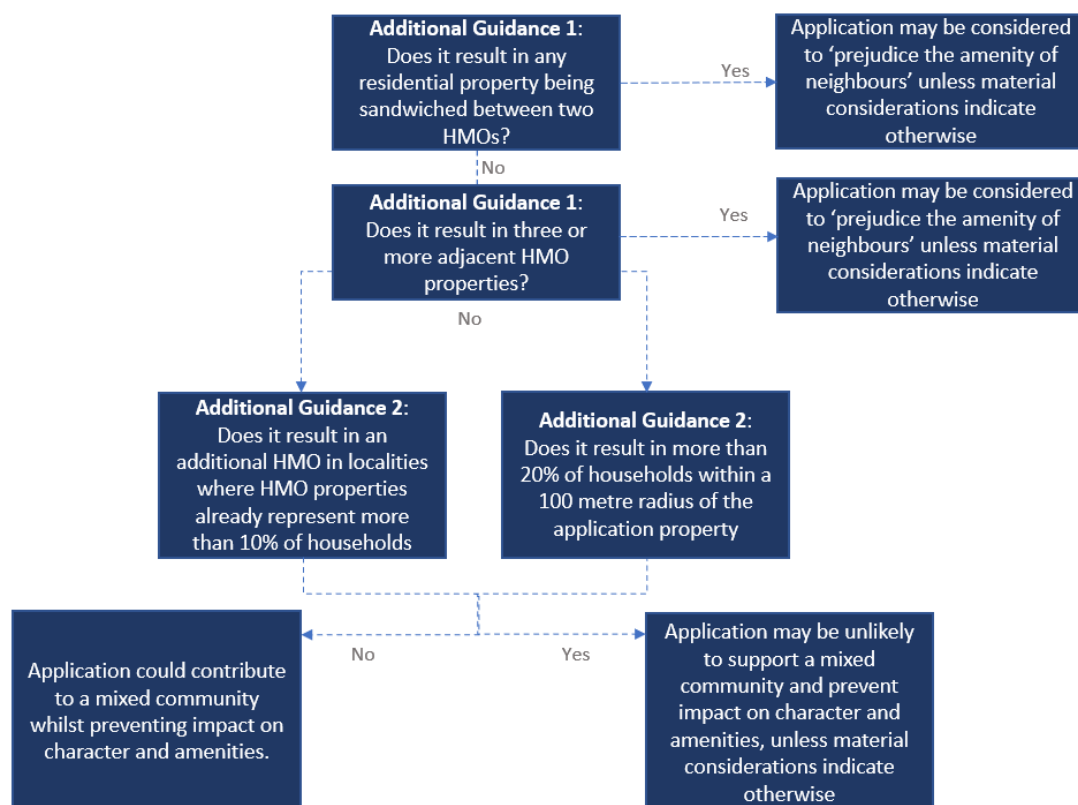 Additional Guidance 1:
Does it result in any
residential property being
sandwiched between two
HMOs?
Yes
Application may be considered
to ‘prejudice the amenity of
neighbours’ unless material
considerations indicate
otherwise
No
Additional Guidance 1:
Does it result in three or
more adjacent HMO
properties?
Yes
Application may be considered
to ‘prejudice the amenity of
neighbours’ unless material
considerations indicate
otherwise
No
Additional Guidance 2:
Does it result in an
additional HMO in localities
where HMO properties
already represent more
than 10% of households
Additional Guidance 2:
Does it result in more than
20% of households within a
100 metre radius of the
application property
No
Yes
Application could contribute
to a mixed community
whilst preventing impact on
character and amenities.
Application may be unlikely
to support a mixed
community and prevent
impact on character and
amenities, unless material
considerations indicate
otherwise